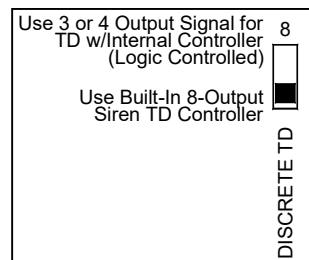 Use 3 or 4 Output Signal for
TD w/Internal Controller
(Logic Controlled)
8
Use Built-In 8-Output
Siren TD Controller
DISCRETE TD